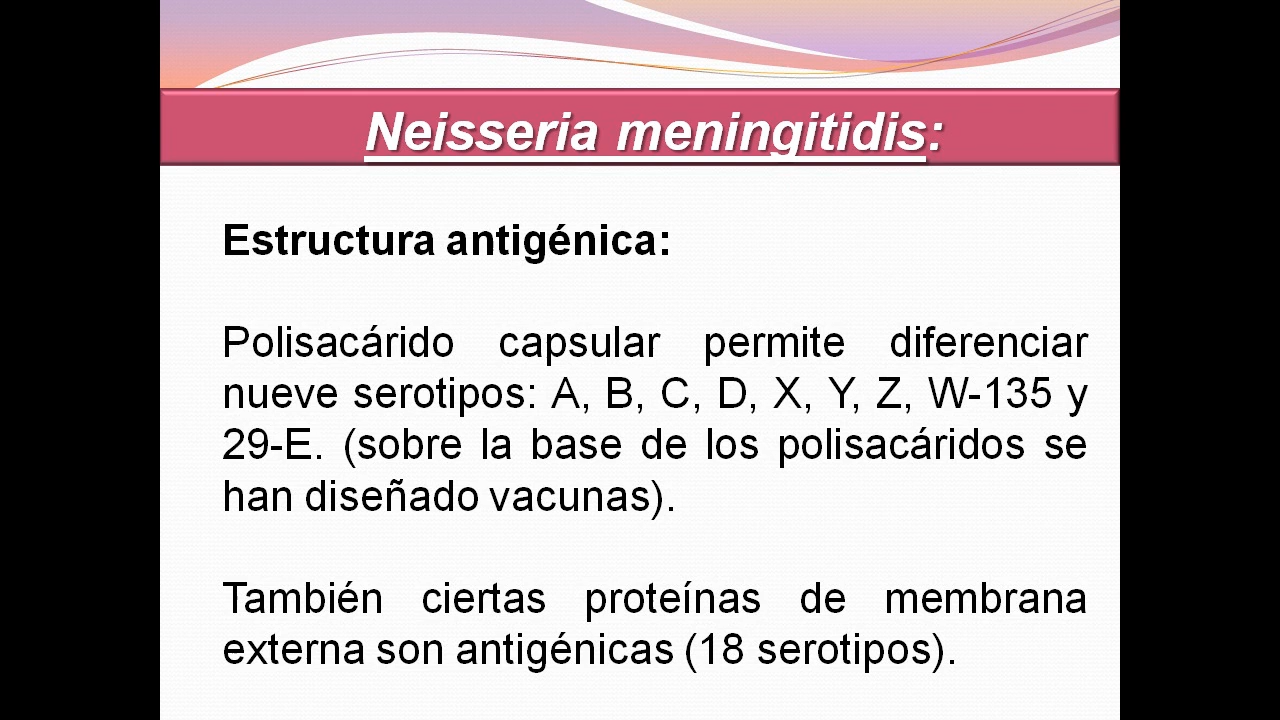 Neisseria meningitidis:
Estructura antigénica:
Polisacárido capsular permite diferenciar
nueve serotipos: A, B, C, D, X, Y, Z, W-135 y
29-E. (sobre la base de los polisacáridos se
han diseñado vacunas).
También ciertas proteínas de membrana
externa son antigénicas (18 serotipos).